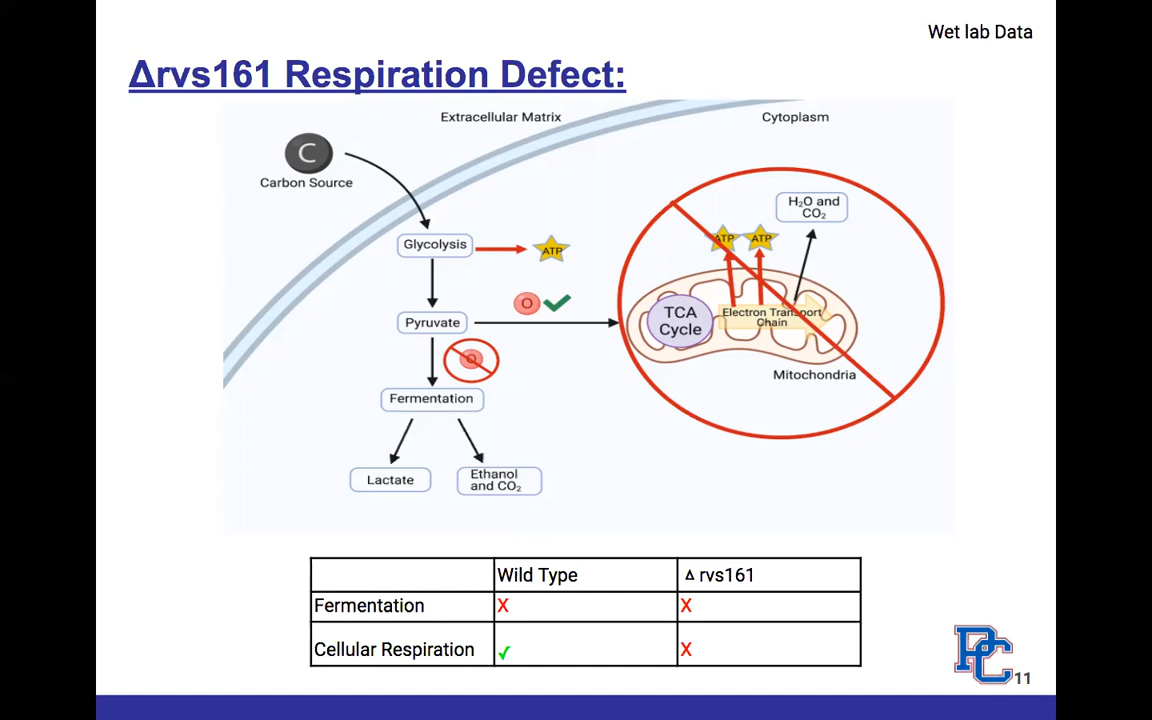 Wet lab Data
Δrvs161 Respiration Defect:
Extracellular Matrix
Cytoplasm
C
Carbon Source
H₂O and
CO₂
ATP
ATP
Glycolysis
ATP
O
TCA
Cycle
Electron Transport
Chain
Pyruvate
O
Mitochondria
Fermentation
Lactate
Ethanol
and CO₂
Wild Type
Δ rvs161
Fermentation
X
X
Cellular Respiration
✓
X
PC
11